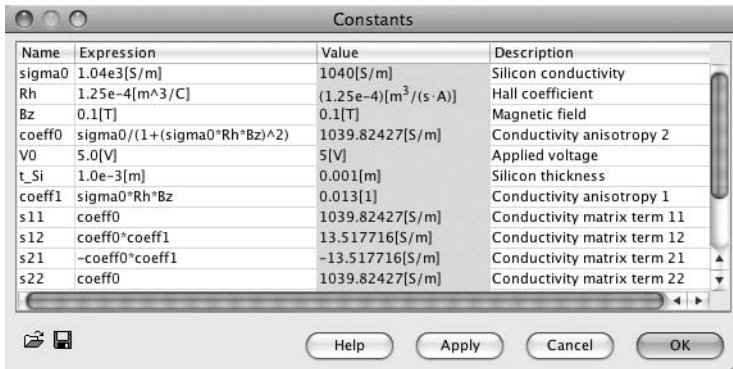 Constants
Name Expression Value Description
sigma0 1.04e3[S/m] 1040[S/m] Silicon conductivity
Rh 1.25e-4[m^3/C] (1.25e-4)[m³/(s·A)] Hall coefficient
Bz 0.1[T] 0.1[T] Magnetic field
coeff0 sigma0/(1+(sigma0*Rh*Bz)^2) 1039.82427[S/m] Conductivity anisotropy 2
V0 5.0[V] 5[V] Applied voltage
t_Si 1.0e-3[m] 0.001[m] Silicon thickness
coeff1 sigma0*Rh*Bz 0.013[1] Conductivity anisotropy 1
s11 coeff0 1039.82427[S/m] Conductivity matrix term 11
s12 coeff0*coeff1 13.517716[S/m] Conductivity matrix term 12
s21 -coeff0*coeff1 -13.517716[S/m] Conductivity matrix term 21
s22 coeff0 1039.82427[S/m] Conductivity matrix term 22
Help Apply Cancel OK